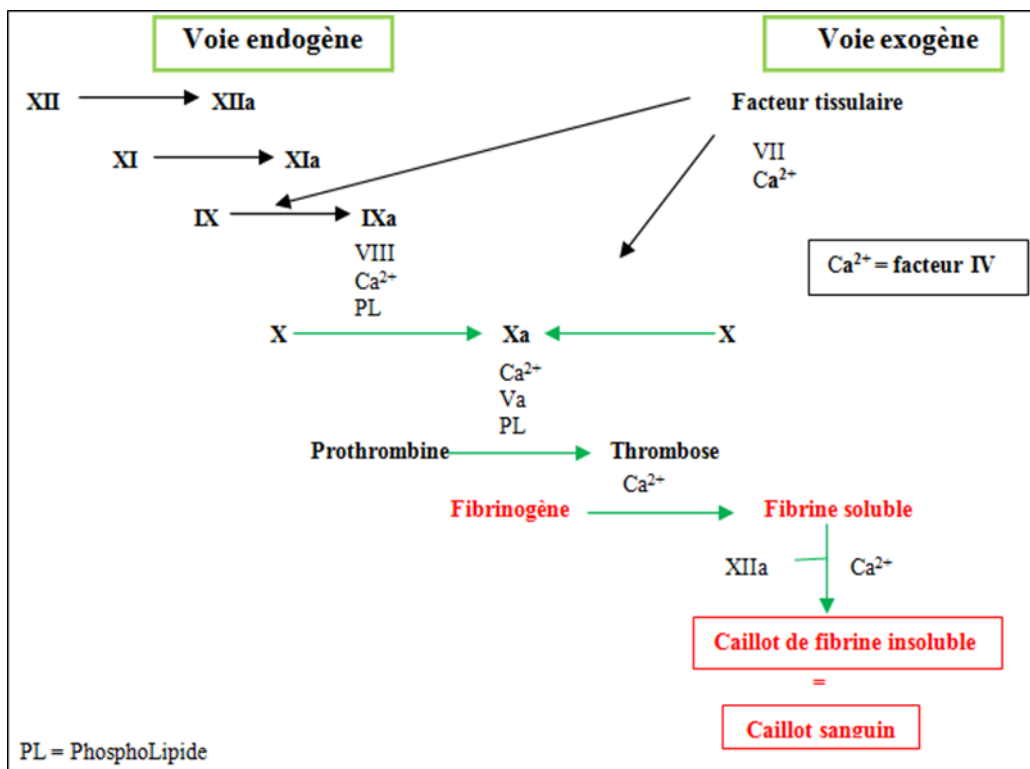 Voie endogène
Voie exogène
XII XIIa
Facteur tissulaire
XI XIa
VII
Ca²⁺
IX IXa
VIII
Ca²⁺
PL
Ca²⁺ = facteur IV
X Xa X
Ca²⁺
Va
PL
Prothrombine Thrombose
Ca²⁺
Fibrinogène Fibrine soluble
XIIa Ca²⁺
Caillot de fibrine insoluble
=
Caillot sanguin
PL = PhosphoLipide